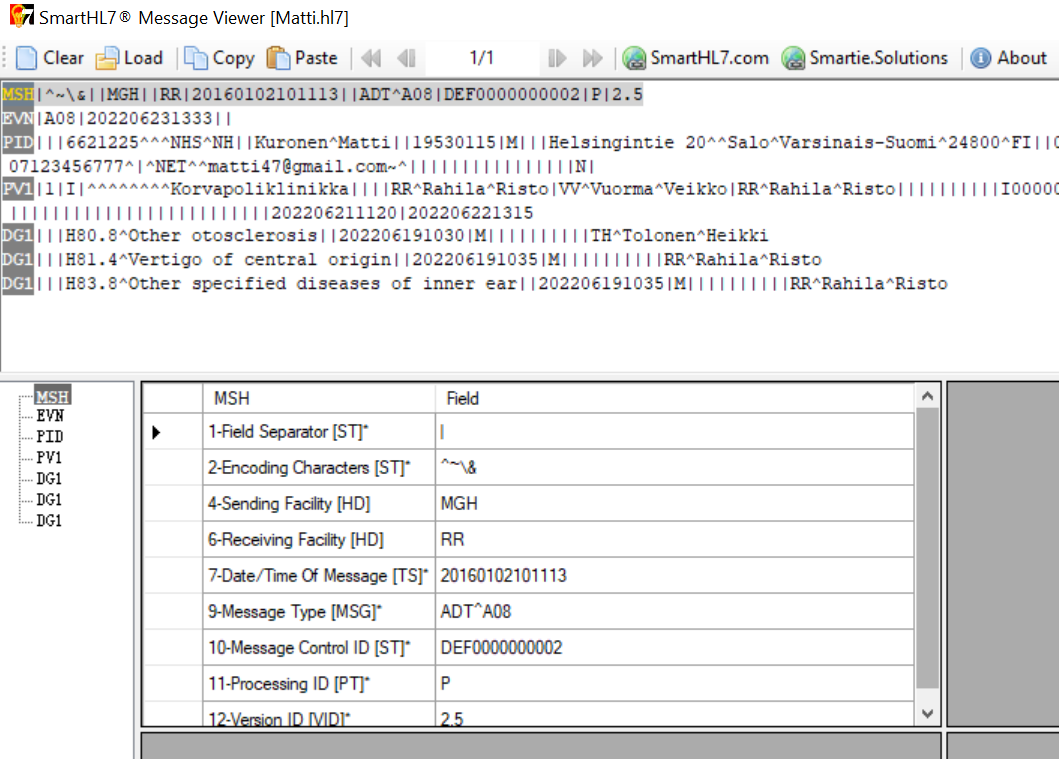 SmartHL7® Message Viewer [Matti.hl7]
Clear Load Copy Paste 1/1 SmartHL7.com Smartie.Solutions About
MSH|^~\&||MGH||RR|20160102101113||ADT^A08|DEF0000000002|P|2.5
EVN|A08|202206231333||
PID|||6621225^^^NHS^NH||Kuronen^Matti||19530115|M|||Helsingintie 20^^Salo^Varsinais-Suomi^24800^FI||0
07123456777^|^NET^^matti47@gmail.com~^||||||||||||||||N|
PV1|1|I|^^^^^^^^Korvapoliklinikka||||RR^Rahila^Risto|VV^Vuorma^Veikko|RR^Rahila^Risto||||||||||I0000
|||||||||||||||||||||||||202206211120|202206221315
DG1|||H80.8^Other otosclerosis||202206191030|M||||||||||TH^Tolonen^Heikki
DG1|||H81.4^Vertigo of central origin||202206191035|M||||||||||RR^Rahila^Risto
DG1|||H83.8^Other specified diseases of inner ear||202206191035|M||||||||||RR^Rahila^Risto
MSH
EVN
PID
PV1
DG1
DG1
DG1
MSH Field
1-Field Separator [ST]* |
2-Encoding Characters [ST]* ^~\&
4-Sending Facility [HD] MGH
6-Receiving Facility [HD] RR
7-Date/Time Of Message [TS]* 20160102101113
9-Message Type [MSG]* ADT^A08
10-Message Control ID [ST]* DEF0000000002
11-Processing ID [PT]* P
12-Version ID [VID]* 2.5